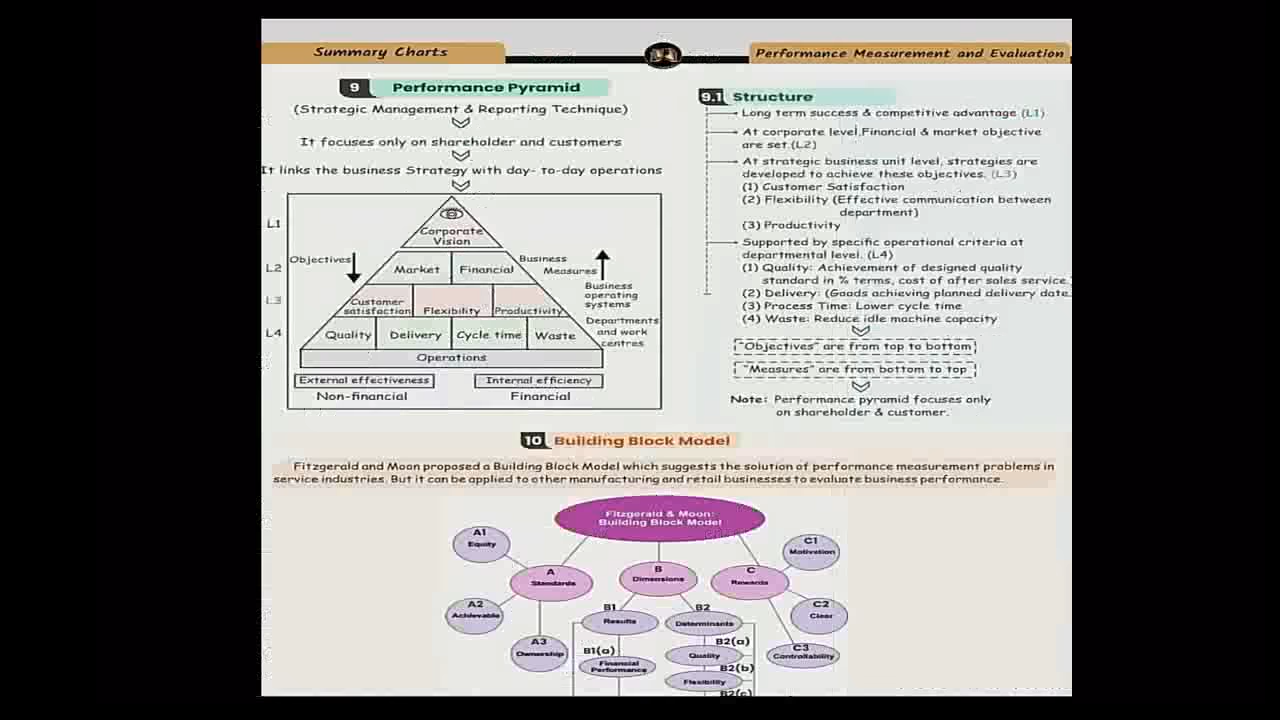 Summary Charts
Performance Measurement and Evaluation
9 Performance Pyramid
(Strategic Management & Reporting Technique)
It focuses only on shareholder and customers
It links the business Strategy with day- to-day operations
L1
Corporate
Vision
Objectives
L2
Market
Financial
Business
Measures
L3
Customer
satisfaction
Flexibility
Productivity
Business
operating
systems
L4
Quality
Delivery
Cycle time
Waste
Departments
and work
centres
Operations
External effectiveness
Internal efficiency
Non-financial
Financial
9.1 Structure
Long term success & competitive advantage (L1)
At corporate level,Financial & market objective
are set.(L2)
At strategic business unit level, strategies are
developed to achieve these objectives. (L3)
(1) Customer Satisfaction
(2) Flexibility (Effective communication between
department)
(3) Productivity
Supported by specific operational criteria at
departmental level. (L4)
(1) Quality: Achievement of designed quality
standard in % terms, cost of after sales service.)
(2) Delivery: (Goods achieving planned delivery date.
(3) Process Time: Lower cycle time
(4) Waste: Reduce idle machine capacity
"Objectives" are from top to bottom
"Measures" are from bottom to top
Note: Performance pyramid focuses only
on shareholder & customer.
10 Building Block Model
Fitzgerald and Moon proposed a Building Block Model which suggests the solution of performance measurement problems in
service industries. But it can be applied to other manufacturing and retail businesses to evaluate business performance.
Fitzgerald & Moon:
Building Block Model
A1
Equity
A
Standards
A2
Achievable
A3
Ownership
B
Dimensions
B1
Results
B1(a)
Financial
Performance
B2
Determinants
B2(a)
Quality
B2(b)
Flexibility
B2(c)
C
Rewards
C1
Motivation
C2
Clear
C3
Controllability